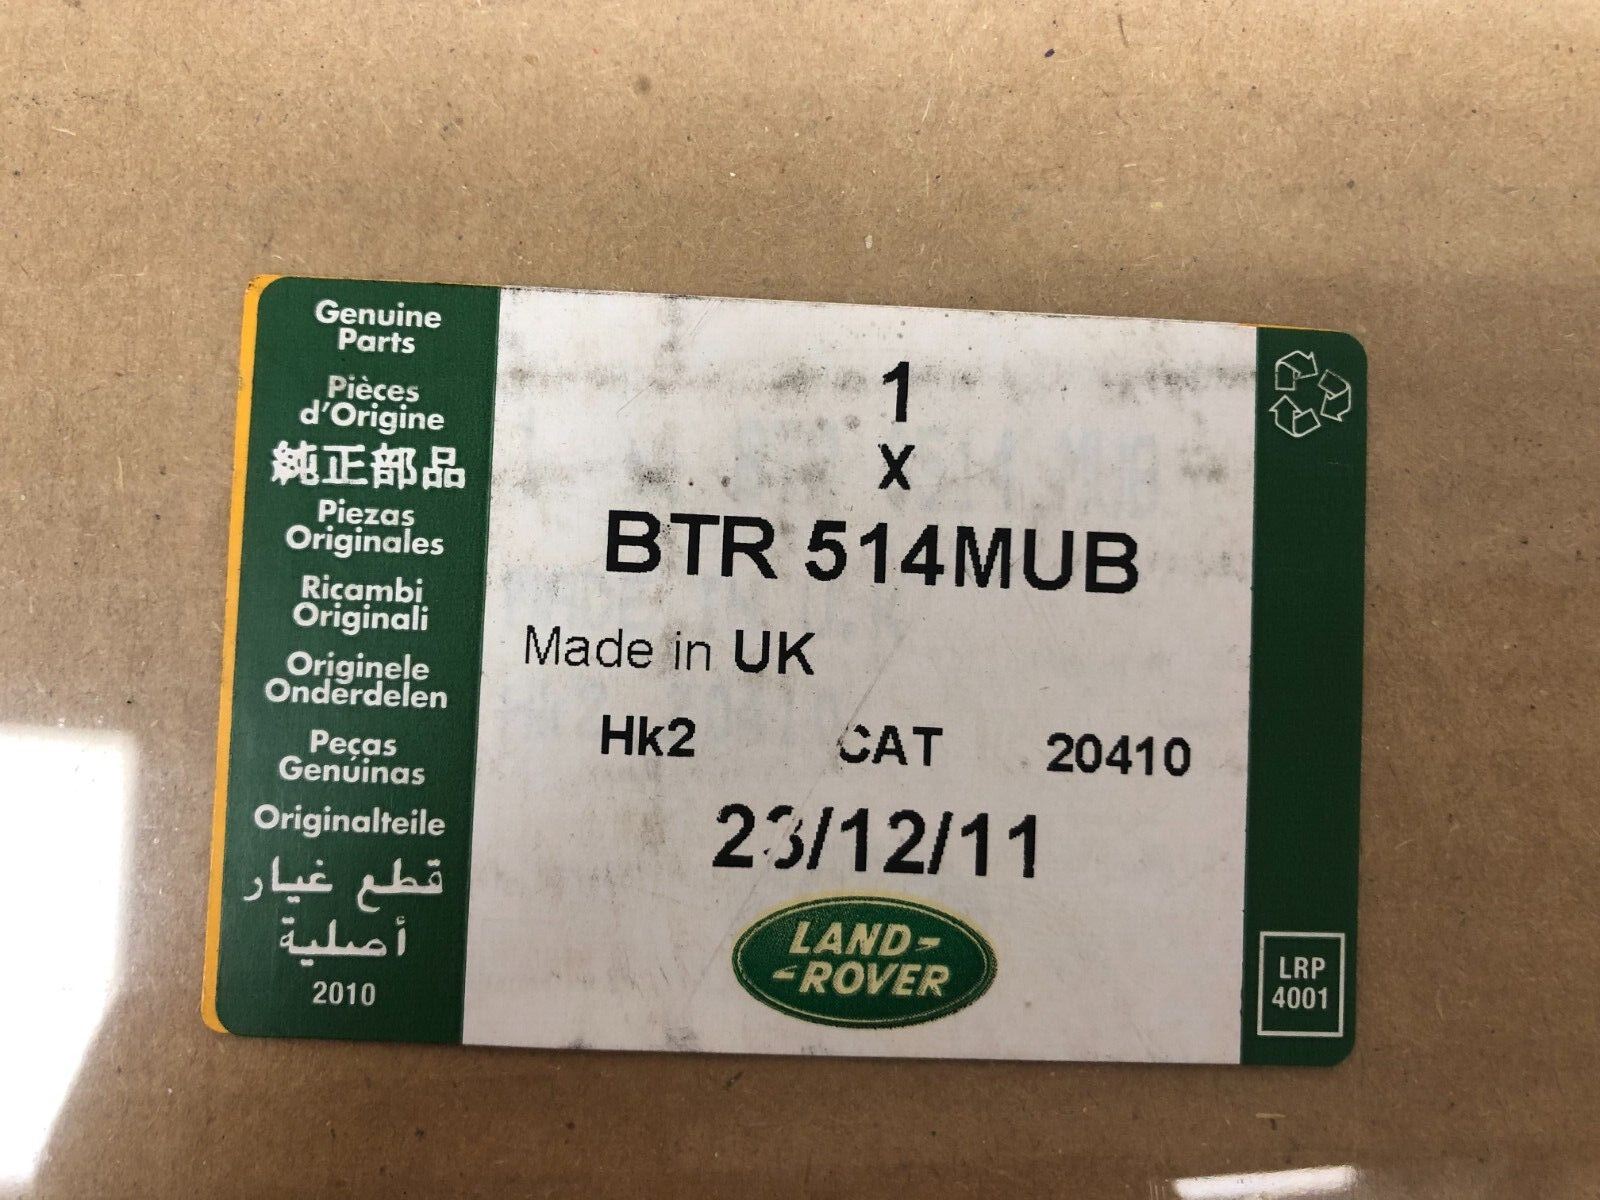 Genuine
Parts
Pièces
d'Origine
純正部品
Piezas
Originales
Ricambi
Originali
Originele
Onderdelen
Peças
Genúinas
Originalteile
قطع غيار
أصلية
2010
1
X
BTR 514MUB
Made in UK
Hk2 CAT 20410
23/12/11
LAND-
-ROVER
LRP
4001